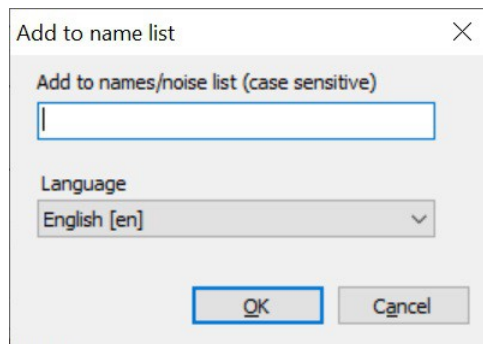 Add to name list
Add to names/noise list (case sensitive)
Language
English [en]
OK
Cancel